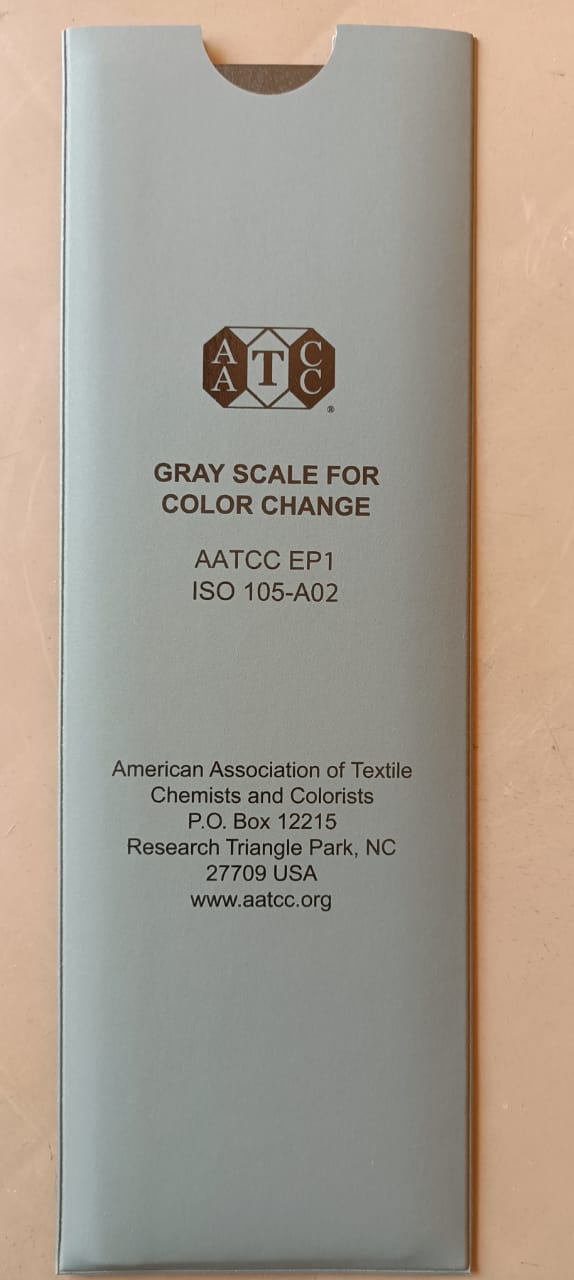 AATCC®
GRAY SCALE FOR
COLOR CHANGE
AATCC EP1
ISO 105-A02
American Association of Textile
Chemists and Colorists
P.O. Box 12215
Research Triangle Park, NC
27709 USA
www.aatcc.org